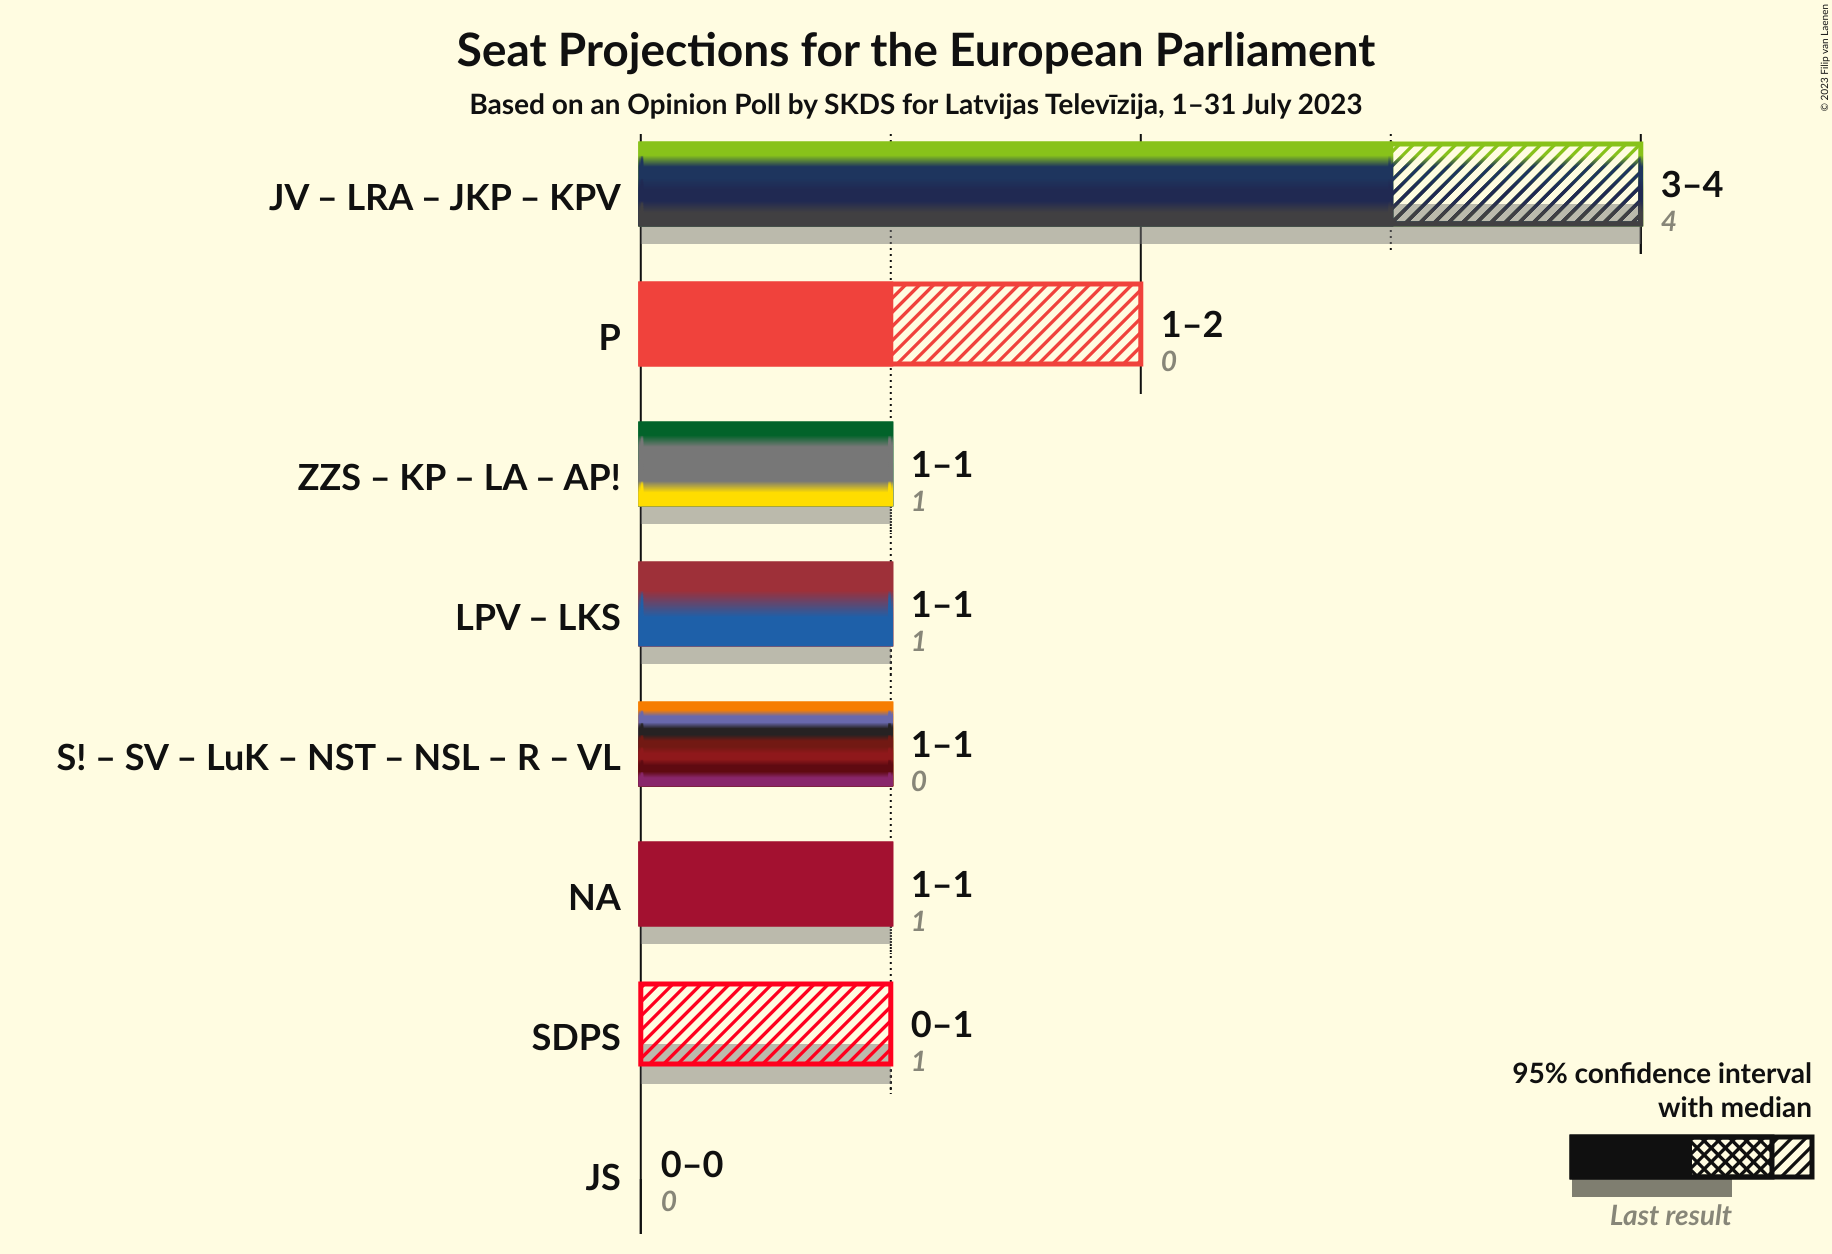 Seat Projections for the European Parliament
Based on an Opinion Poll by SKDS for Latvijas Televīzija, 1–31 July 2023
© 2023 Filip van Laenen
JV – LRA – JKP – KPV
3–4
4
P
1–2
0
ZZS – KP – LA – AP!
1–1
1
LPV – LKS
1–1
1
S! – SV – LuK – NST – NSL – R – VL
1–1
0
NA
1–1
1
SDPS
0–1
1
JS
0–0
0
95% confidence interval
with median
Last result